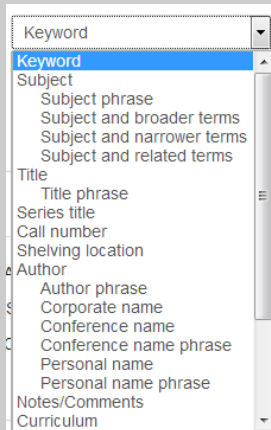 Keyword
Keyword
Subject
Subject phrase
Subject and broader terms
Subject and narrower terms
Subject and related terms
Title
Title phrase
Series title
Call number
Shelving location
Author
Author phrase
Corporate name
Conference name
Conference name phrase
Personal name
Personal name phrase
Notes/Comments
Curriculum